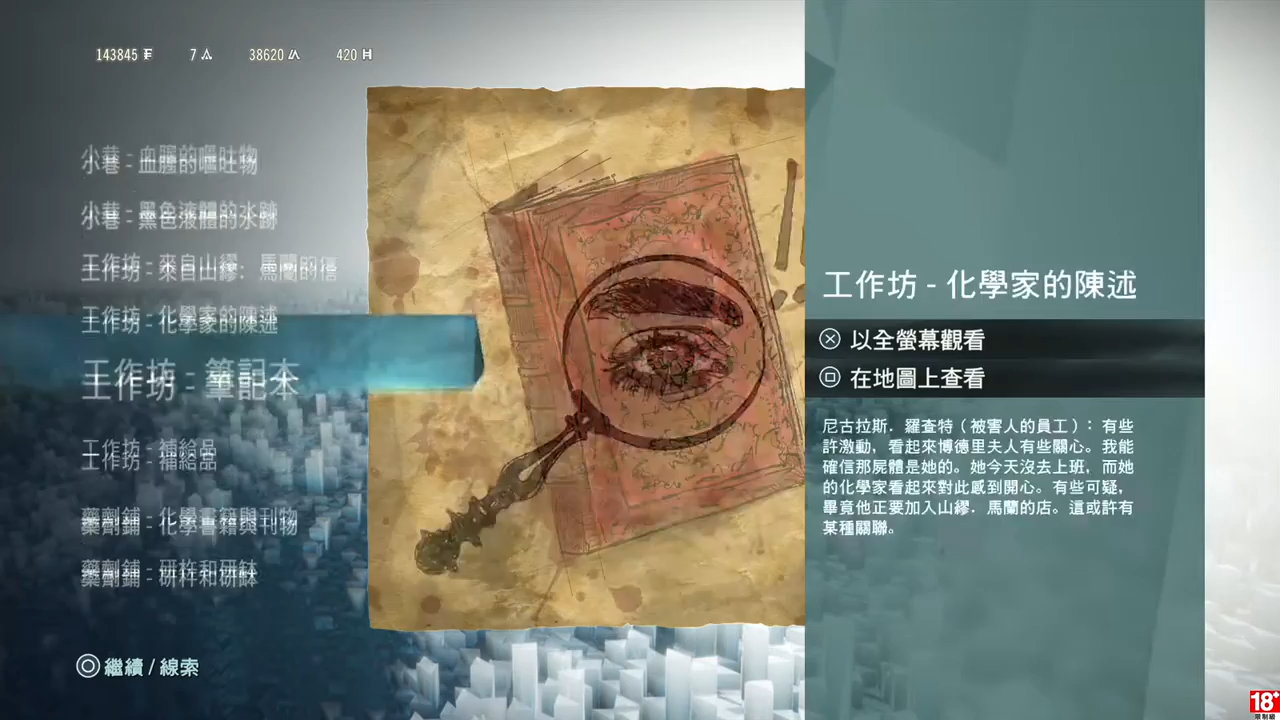 143845 7 38620 420
小巷 - 血腥的嘔吐物
小巷 - 黑色液體的水跡
工作坊 - 來自山繆．馬蘭的信
工作坊 - 化學家的陳述
工作坊 - 筆記本
工作坊 - 補給品
工作坊 - 補給品
藥劑鋪 - 化學書籍與刊物
藥劑鋪 - 研杵和研缽
繼續 / 線索
工作坊 - 化學家的陳述
以全螢幕觀看
在地圖上查看
尼古拉斯．羅查特（被害人的員工）：有些
許激動，看起來博德里夫人有些關心。我能
確信那屍體是她的。她今天沒去上班，而她
的化學家看起來對此感到開心。有些可疑，
畢竟他正要加入山繆．馬蘭的店。這或許有
某種關聯。
18+
限制級